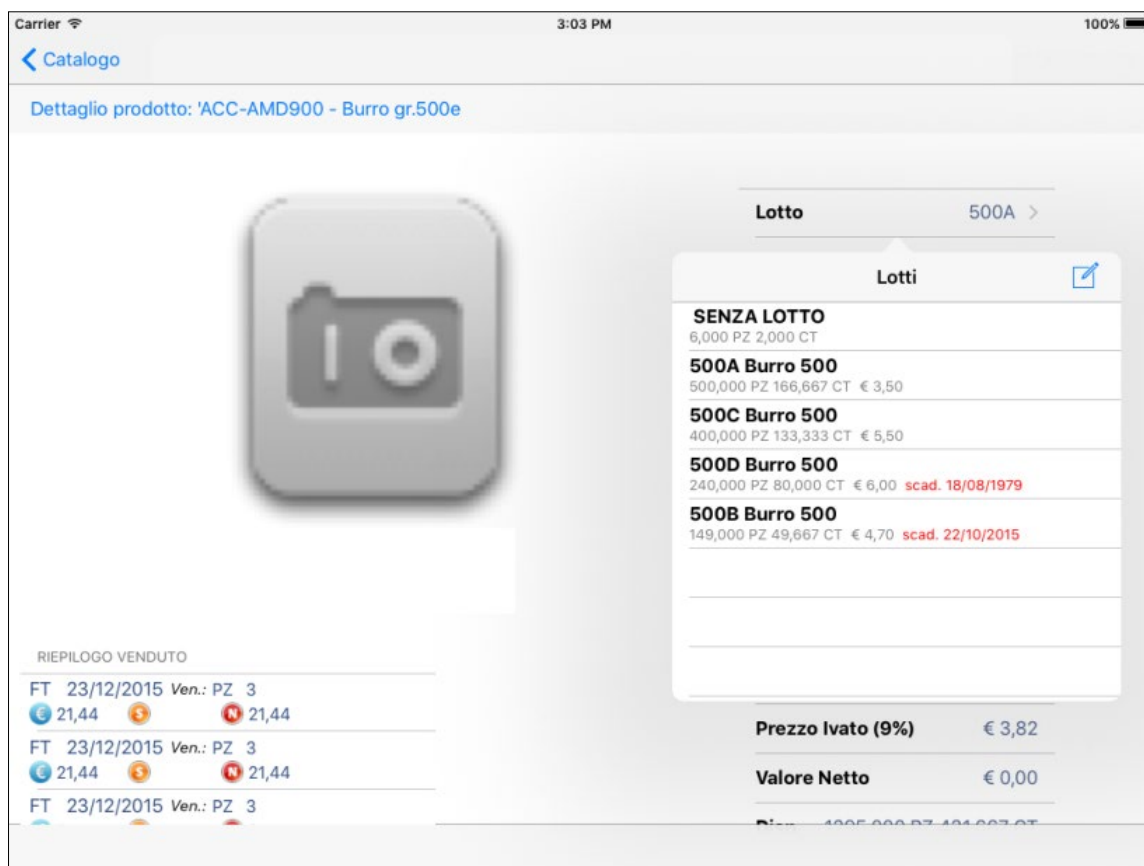 Carrier 3:03 PM 100%
Catalogo
Dettaglio prodotto: 'ACC-AMD900 - Burro gr.500e
Lotto 500A
Lotti
SENZA LOTTO
6,000 PZ 2,000 CT
500A Burro 500
500,000 PZ 166,667 CT € 3,50
500C Burro 500
400,000 PZ 133,333 CT € 5,50
500D Burro 500
240,000 PZ 80,000 CT € 6,00 scad. 18/08/1979
500B Burro 500
149,000 PZ 49,667 CT € 4,70 scad. 22/10/2015
RIEPILOGO VENDUTO
FT 23/12/2015 Ven.: PZ 3
€ 21,44 S N 21,44
FT 23/12/2015 Ven.: PZ 3
€ 21,44 S N 21,44
FT 23/12/2015 Ven.: PZ 3
Prezzo Ivato (9%) € 3,82
Valore Netto € 0,00